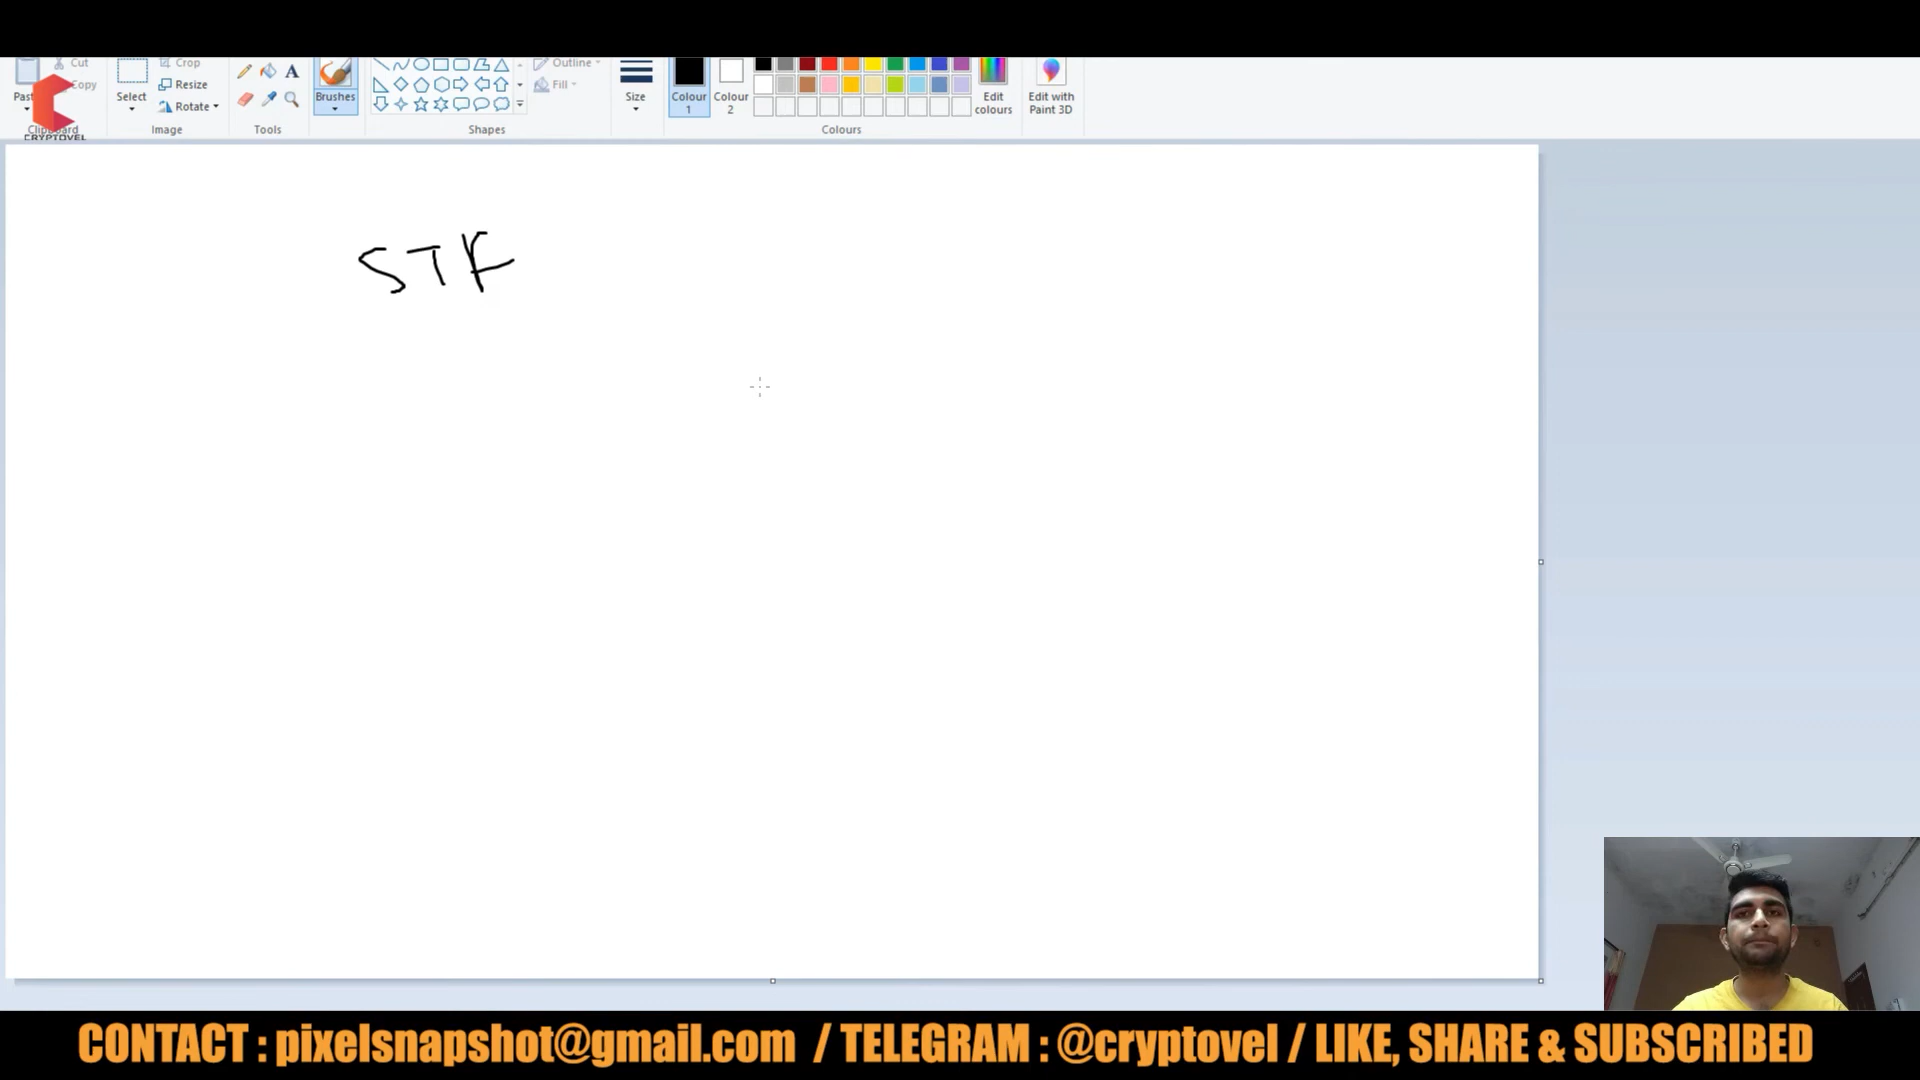 Cut
Copy
Paste
Clipboard
CRYPTOVEL
Select
Crop
Resize
Rotate
Image
Tools
Brushes
Shapes
Outline
Fill
Size
Colour 1
Colour 2
Edit colours
Colours
Edit with Paint 3D
STF
CONTACT : pixelsnapshot@gmail.com / TELEGRAM : @cryptovel / LIKE, SHARE & SUBSCRIBED